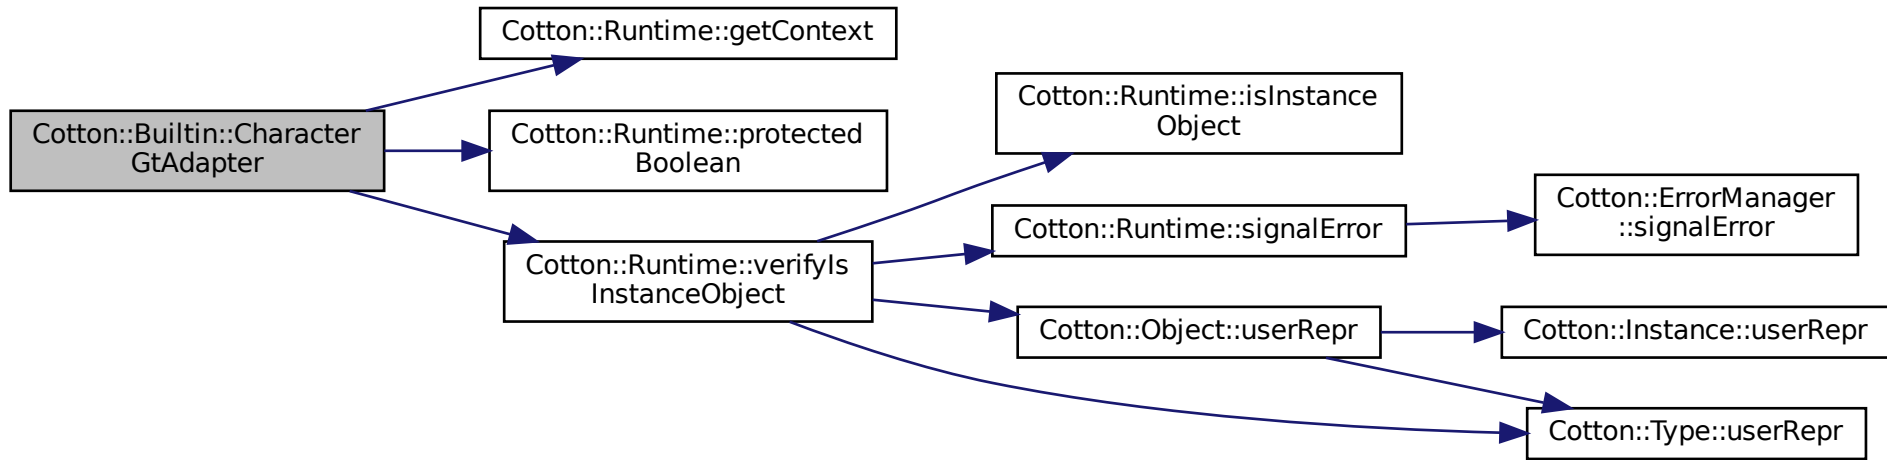 Cotton::Builtin::Character
GtAdapter
Cotton::Runtime::getContext
Cotton::Runtime::protected
Boolean
Cotton::Runtime::verifyIs
InstanceObject
Cotton::Runtime::isInstance
Object
Cotton::Runtime::signalError
Cotton::Object::userRepr
Cotton::ErrorManager
::signalError
Cotton::Instance::userRepr
Cotton::Type::userRepr